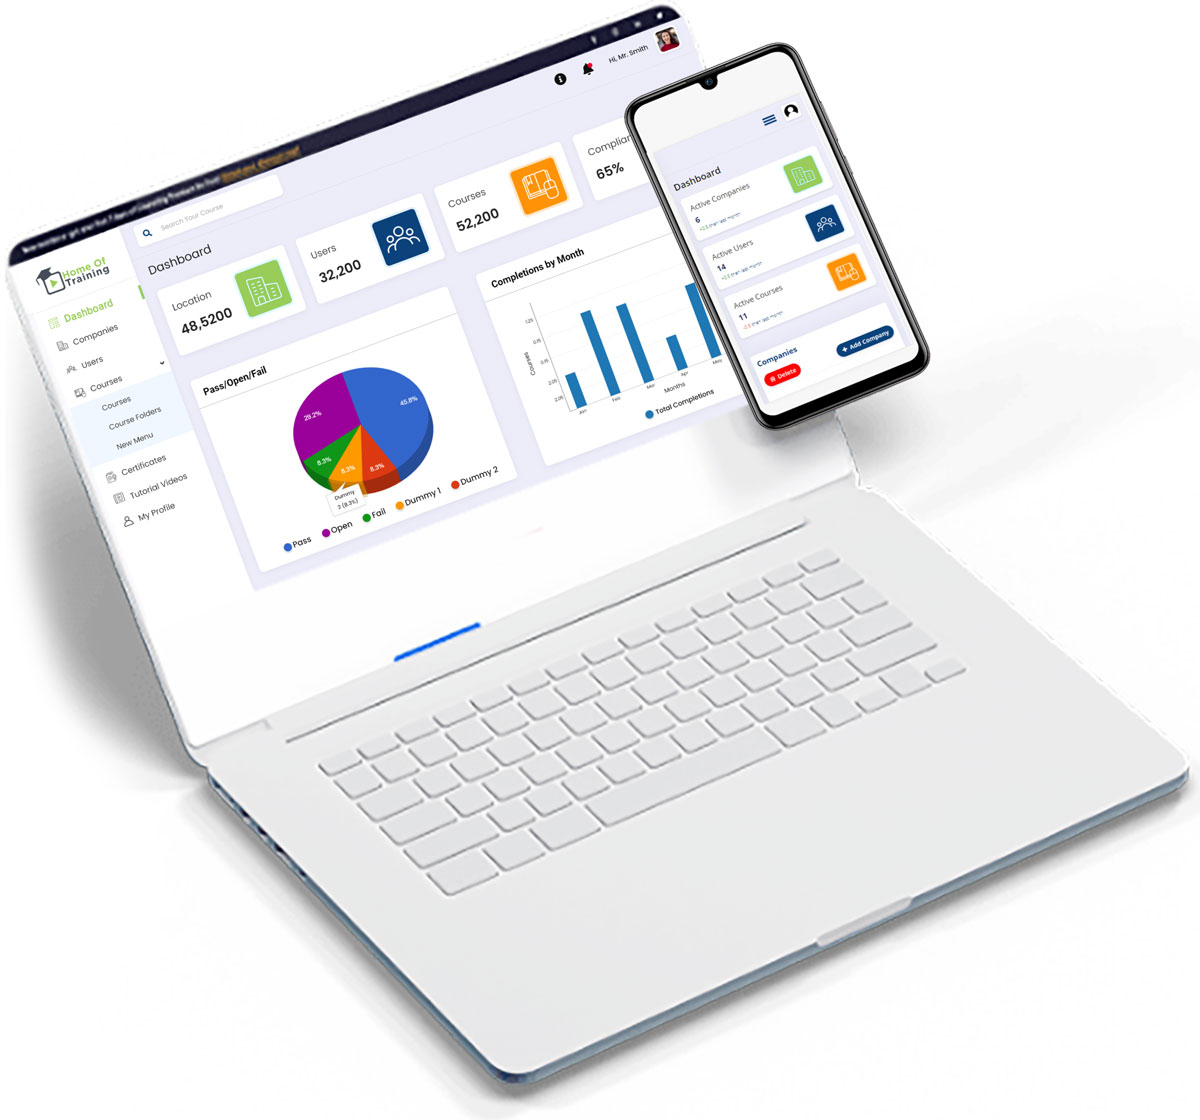 Hi, Mr. Smith
Search Your Course
Home Of
Training
Dashboard
Companies
Users
Courses
Courses
Course Folders
New Menu
Certificates
Tutorial Videos
My Profile
Dashboard
Location
48,5200
Users
32,200
Courses
52,200
Complian
65%
Pass/Open/Fail
45.8%
29.2%
8.3%
8.3%
8.3%
Dummy
2 (8.3%)
Pass
Open
Fail
Dummy 1
Dummy 2
Completions by Month
Courses
Jan
Feb
Mar
Apr
May
Months
Total Completions
Dashboard
Active Companies
6
Active Users
14
Active Courses
11
Companies
+ Add Company
Delete